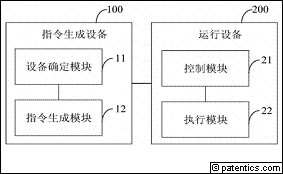 100
200
指令生成设备
运行设备
设备确定模块
11
控制模块
21
指令生成模块
12
执行模块
22
© patentics.com